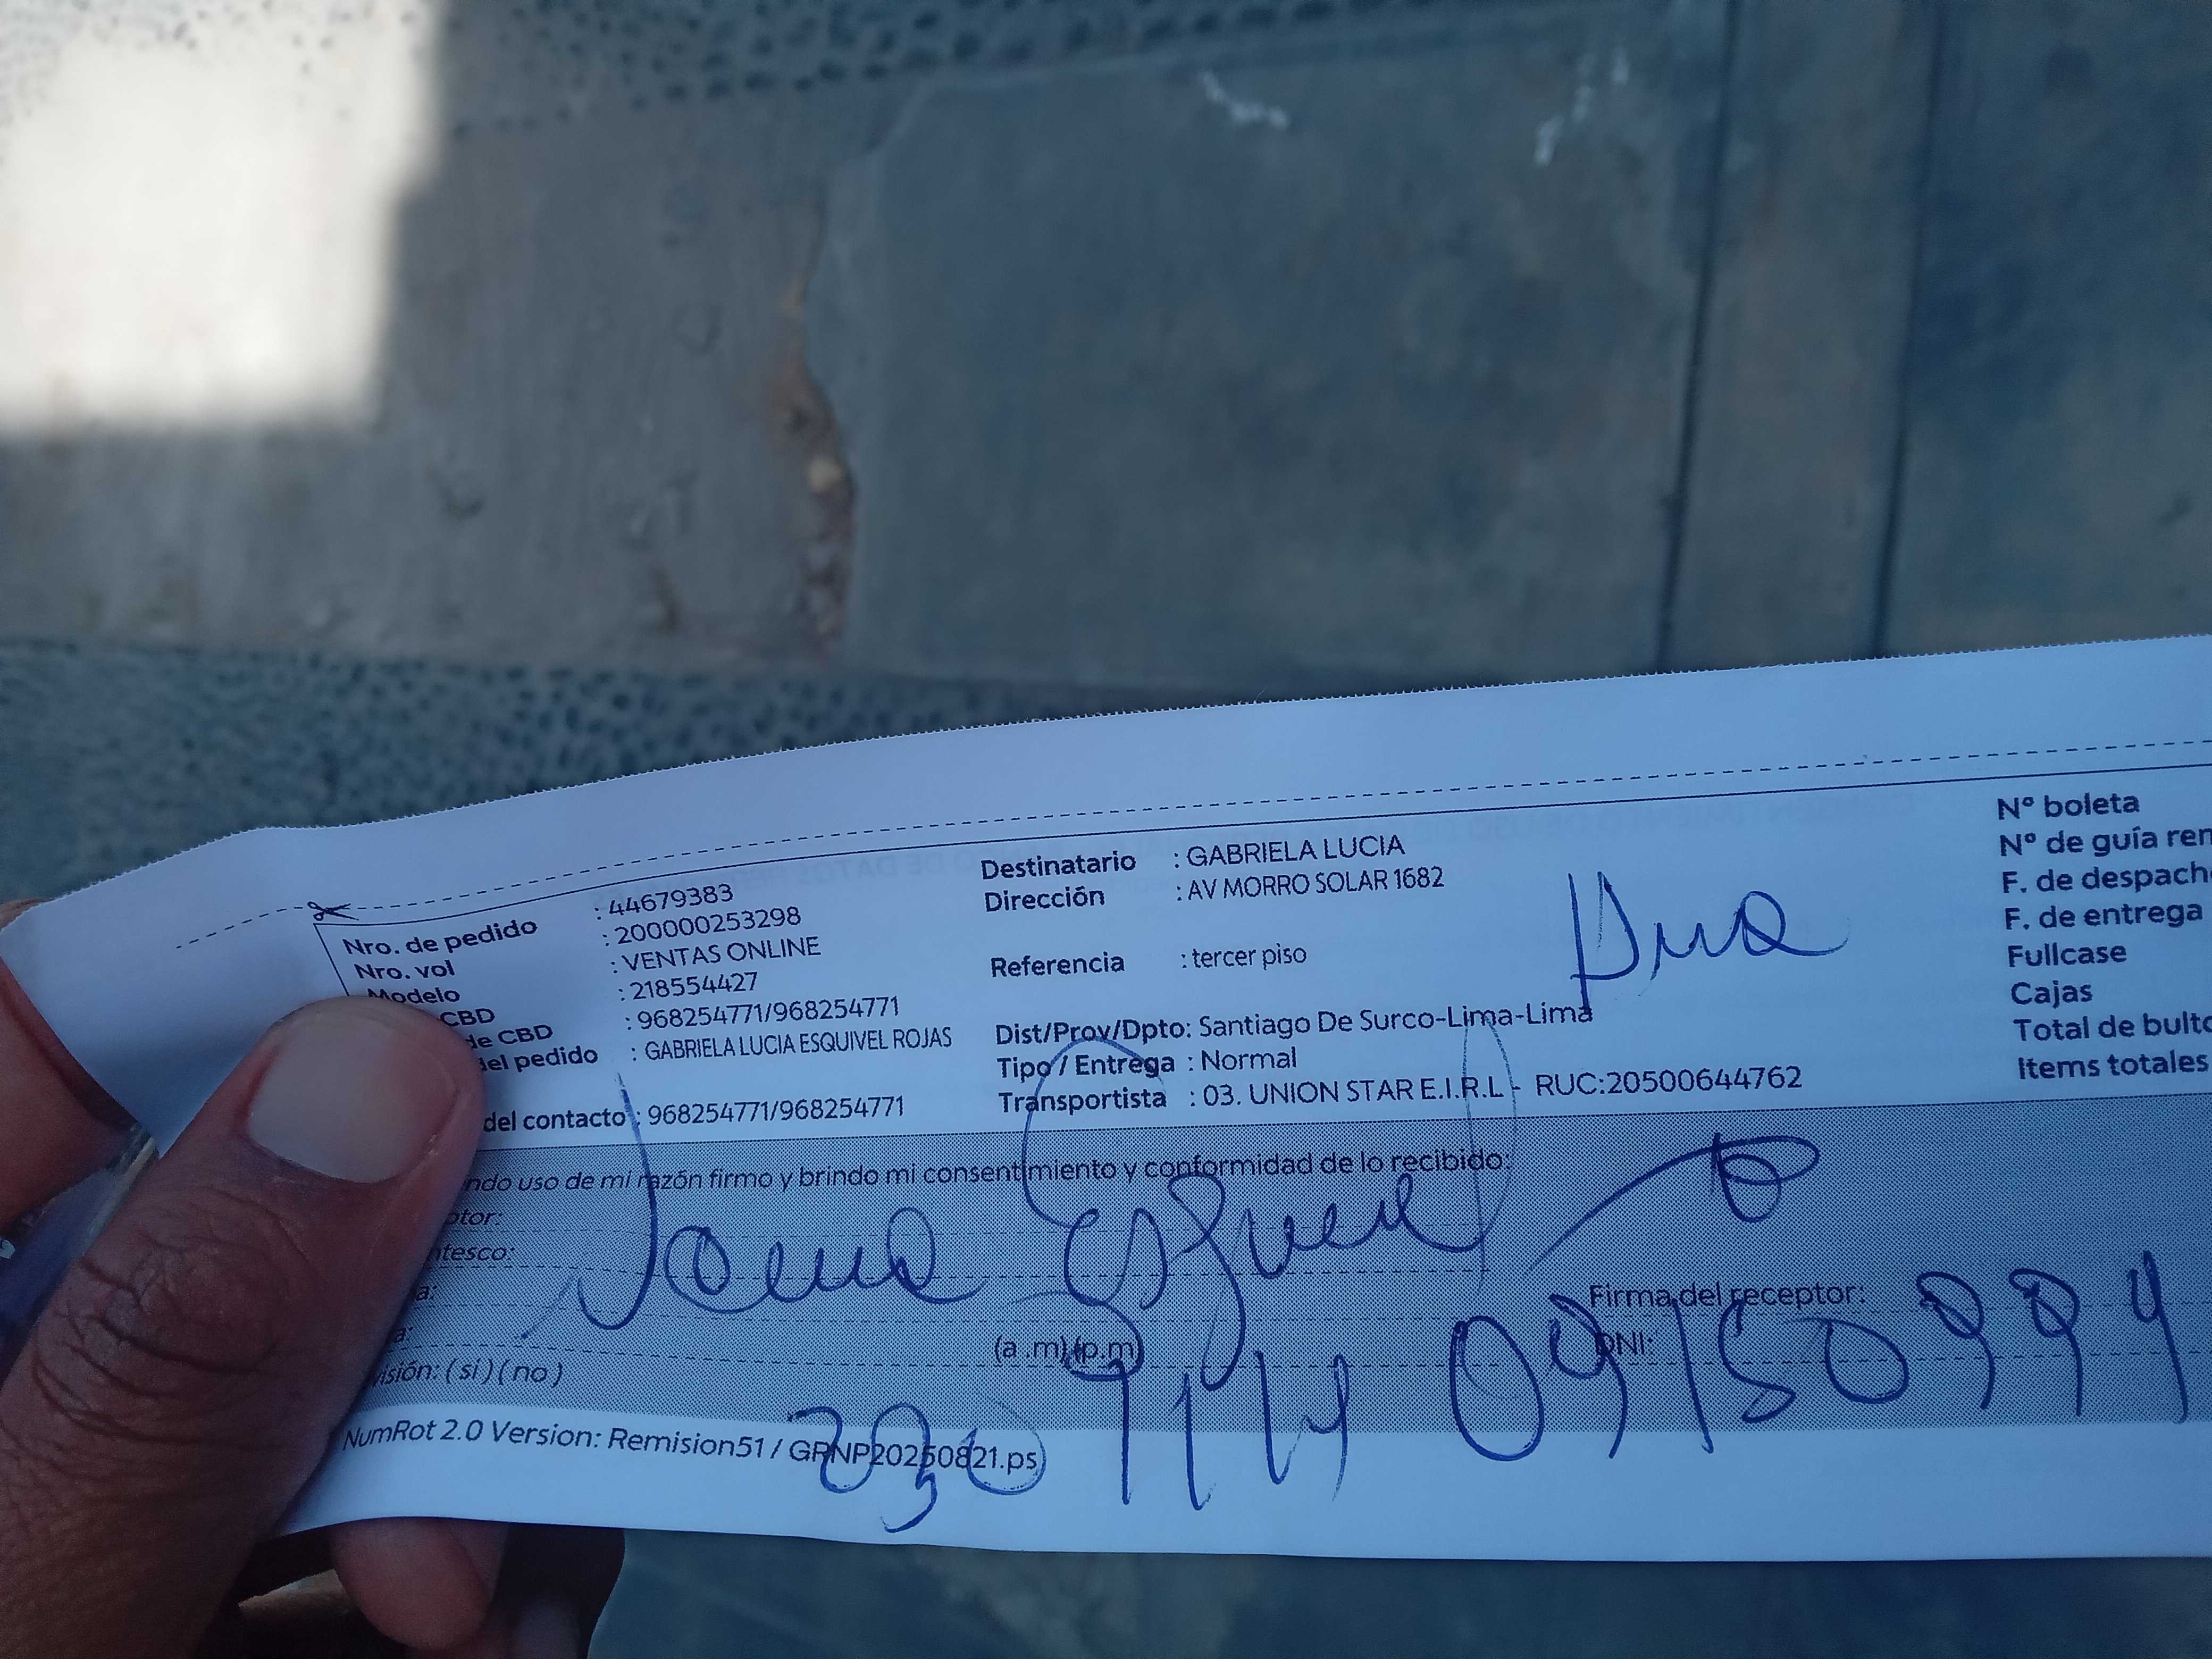 Nro. de pedido : 44679383
Nro. vol : 200000253298
Modelo : VENTAS ONLINE
CBD : 218554427
de CBD : 968254771/968254771
del pedido : GABRIELA LUCIA ESQUIVEL ROJAS
del contacto : 968254771/968254771
Destinatario : GABRIELA LUCIA
Dirección : AV MORRO SOLAR 1682
Referencia : tercer piso
Dist/Prov/Dpto: Santiago De Surco-Lima-Lima
Tipo / Entrega : Normal
Transportista : 03. UNION STAR E.I.R.L - RUC:20500644762
Nº boleta
Nº de guía rem
F. de despach
F. de entrega
Fullcase
Cajas
Total de bulto
Items totales
ndo uso de mi razón firmo y brindo mi consentimiento y conformidad de lo recibido:
ptor:
ntesco:
a:
a:
(a .m) (p.m)
Firma del receptor:
DNI:
visión: ( si ) ( no )
NumRot 2.0 Version: Remision51 / GRNP20250821.ps